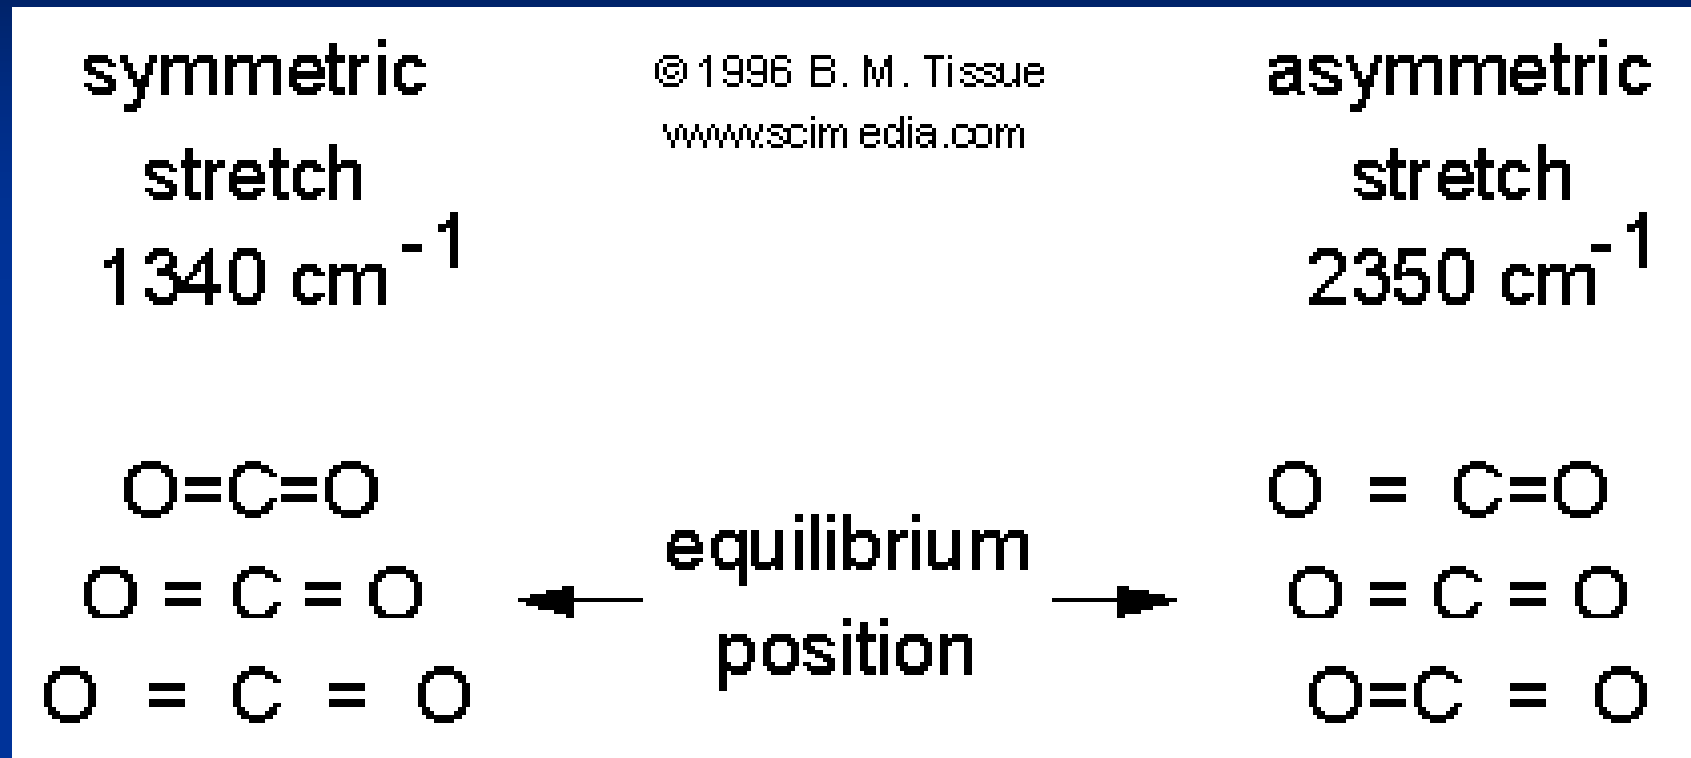 symmetric
stretch
1340 cm⁻¹
© 1996 B. M. Tissue
www.scimedia.com
asymmetric
stretch
2350 cm⁻¹
O=C=O
O = C = O
O = C = O
equilibrium
position
O = C=O
O = C = O
O=C = O